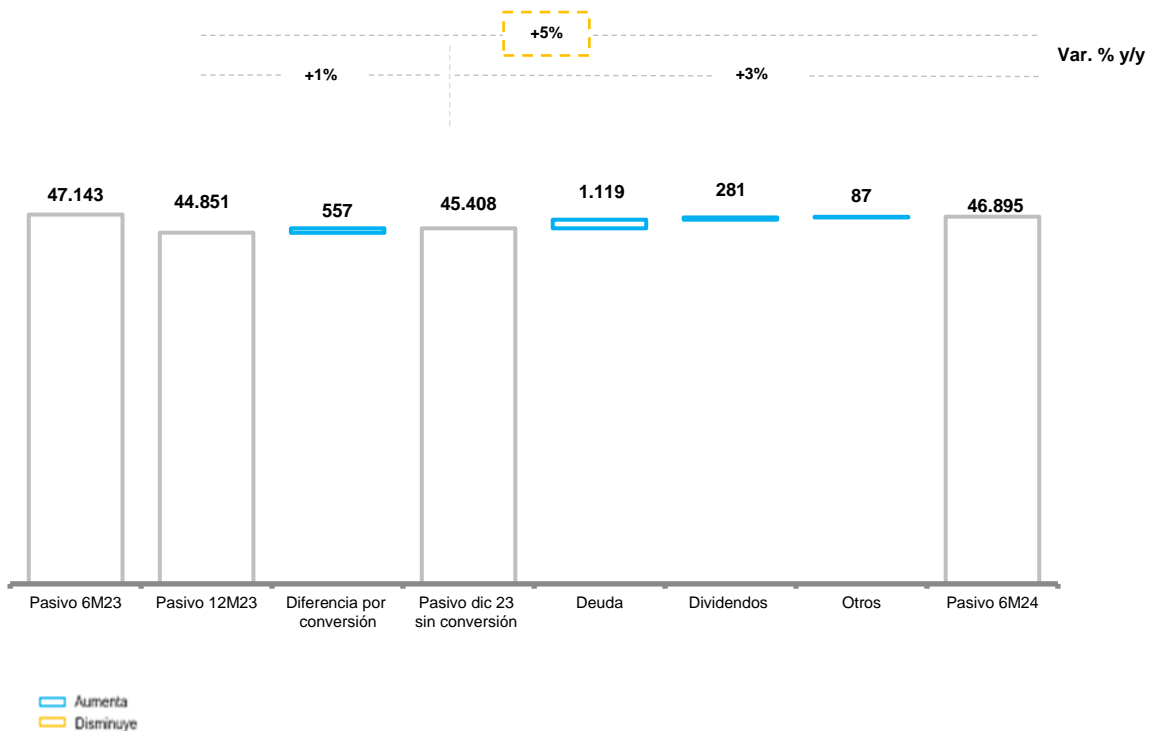 +5%
Var. % y/y
+1%
+3%
47.143
44.851
557
45.408
1.119
281
87
46.895
Pasivo 6M23
Pasivo 12M23
Diferencia por
conversión
Pasivo dic 23
sin conversión
Deuda
Dividendos
Otros
Pasivo 6M24
Aumenta
Disminuye